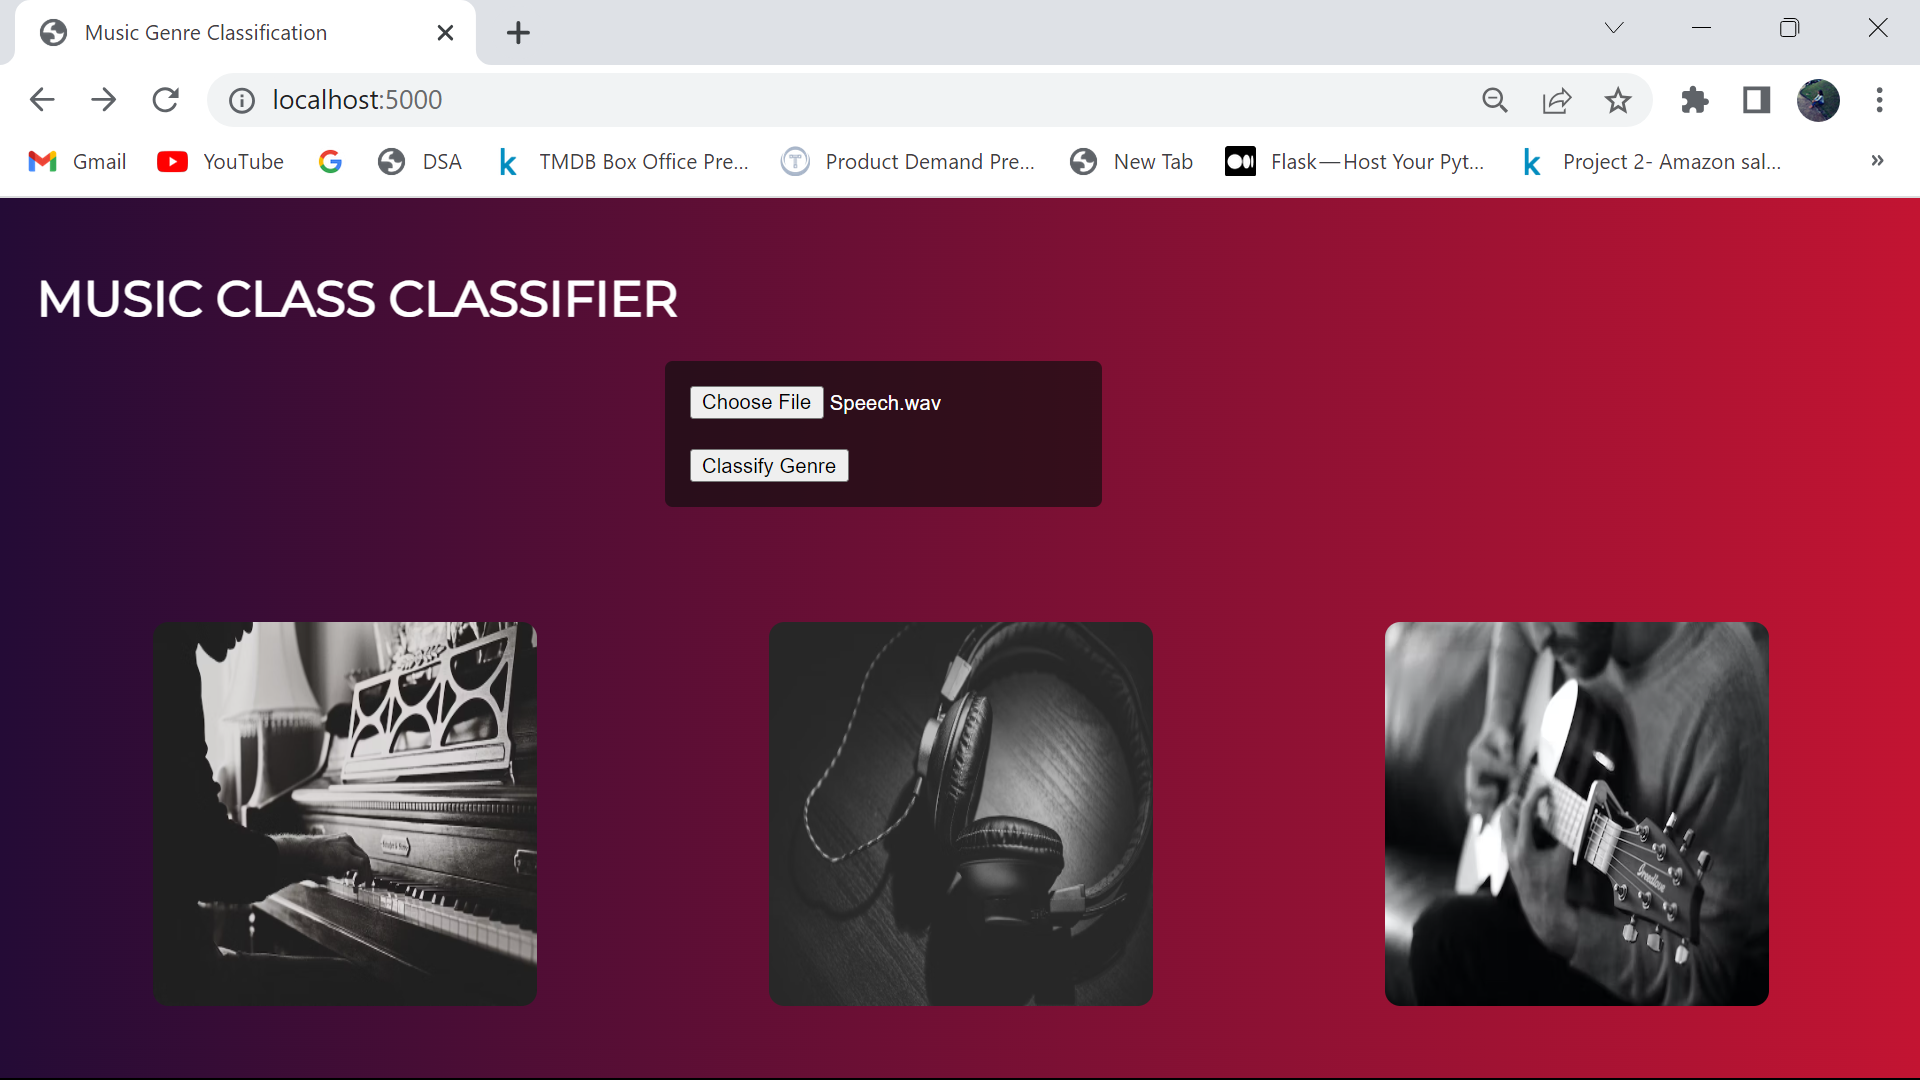 Music Genre Classification
localhost:5000
Gmail YouTube DSA TMDB Box Office Pre... Product Demand Pre... New Tab Flask — Host Your Pyt... Project 2- Amazon sal... »
MUSIC CLASS CLASSIFIER
Choose File Speech.wav
Classify Genre
Breedlove